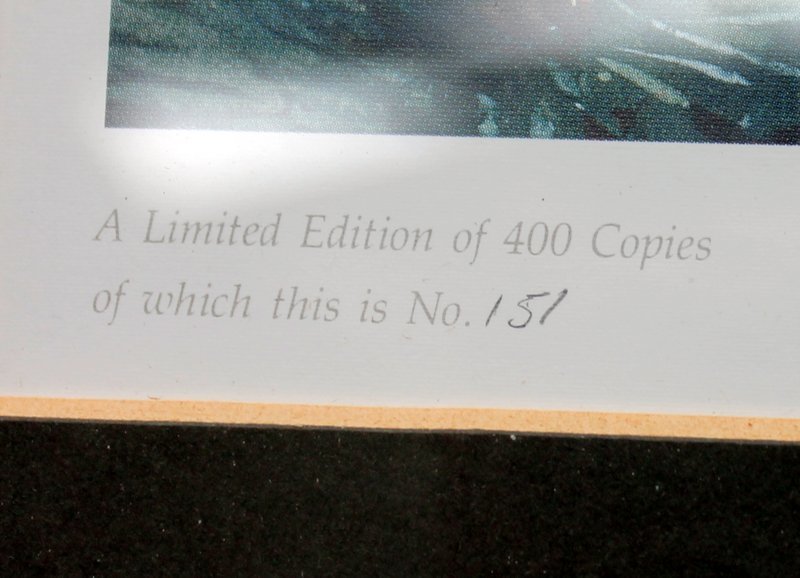 A Limited Edition of 400 Copies
of which this is No. 151